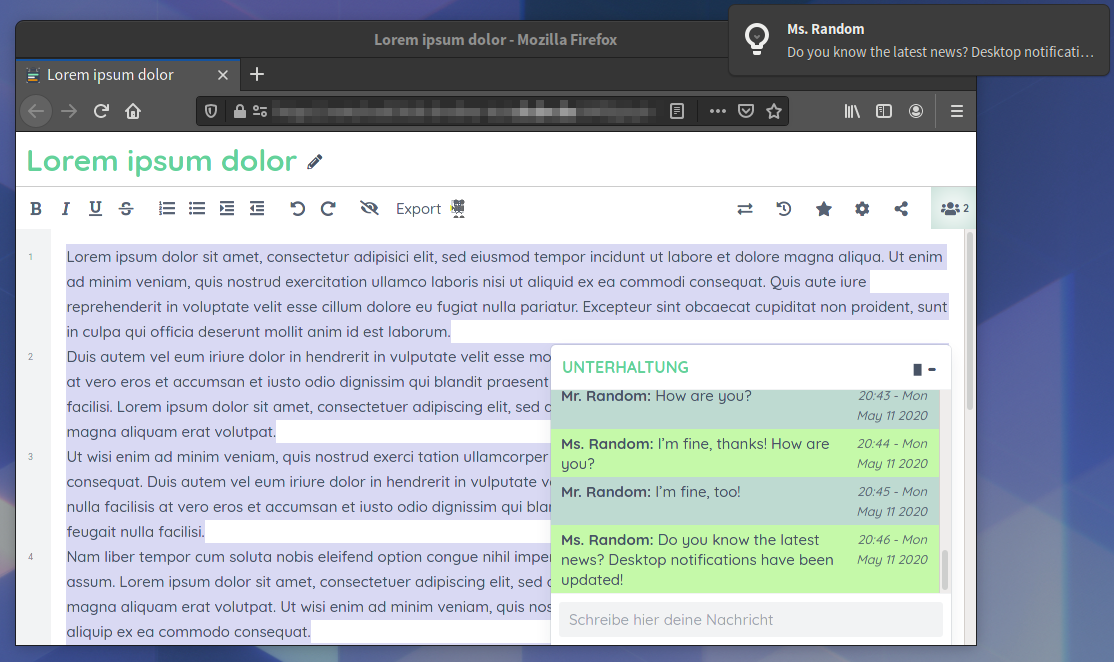 Ms. Random
Do you know the latest news? Desktop notificati...
Lorem ipsum dolor - Mozilla Firefox
Lorem ipsum dolor
Lorem ipsum dolor
B I U S Export 2
1 Lorem ipsum dolor sit amet, consectetur adipisici elit, sed eiusmod tempor incidunt ut labore et dolore magna aliqua. Ut enim
ad minim veniam, quis nostrud exercitation ullamco laboris nisi ut aliquid ex ea commodi consequat. Quis aute iure
reprehenderit in voluptate velit esse cillum dolore eu fugiat nulla pariatur. Excepteur sint obcaecat cupiditat non proident, sunt
in culpa qui officia deserunt mollit anim id est laborum.
2 Duis autem vel eum iriure dolor in hendrerit in vulputate velit esse mo
at vero eros et accumsan et iusto odio dignissim qui blandit praesent
facilisi. Lorem ipsum dolor sit amet, consectetuer adipiscing elit, sed
magna aliquam erat volutpat.
3 Ut wisi enim ad minim veniam, quis nostrud exerci tation ullamcorper
consequat. Duis autem vel eum iriure dolor in hendrerit in vulputate
nulla facilisis at vero eros et accumsan et iusto odio dignissim qui blan
feugait nulla facilisi.
4 Nam liber tempor cum soluta nobis eleifend option congue nihil imper
assum. Lorem ipsum dolor sit amet, consectetuer adipiscing elit, sed
magna aliquam erat volutpat. Ut wisi enim ad minim veniam, quis nos
aliquip ex ea commodo consequat.
UNTERHALTUNG
Mr. Random: How are you? 20:43 - Mon
May 11 2020
Ms. Random: I'm fine, thanks! How are 20:44 - Mon
you? May 11 2020
Mr. Random: I'm fine, too! 20:45 - Mon
May 11 2020
Ms. Random: Do you know the latest 20:46 - Mon
news? Desktop notifications have been May 11 2020
updated!
Schreibe hier deine Nachricht